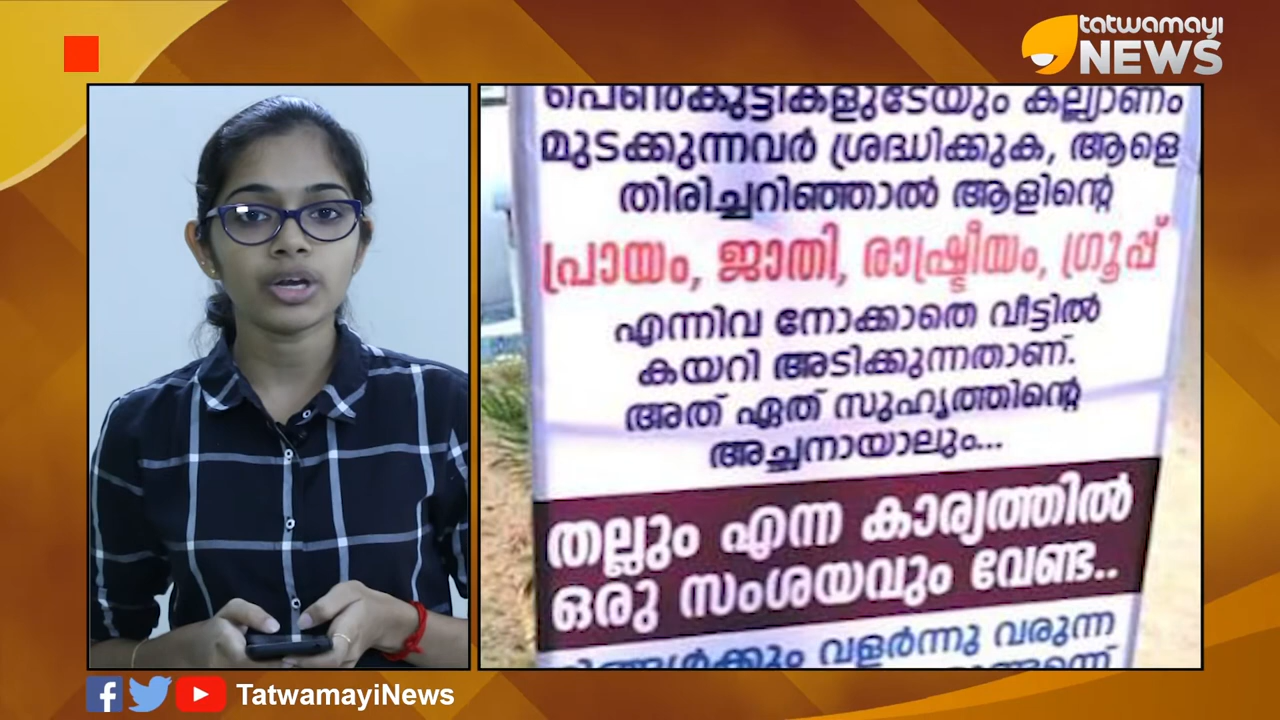 tatwamayi
NEWS
പെൺകുട്ടികളുടേയും കല്ല്യാണം
മുടക്കുന്നവർ ശ്രദ്ധിക്കുക, ആളെ
തിരിച്ചറിഞ്ഞാൽ ആളിന്റെ
പ്രായം, ജാതി, രാഷ്ട്രീയം, ഗ്രൂപ്പ്
എന്നിവ നോക്കാതെ വീട്ടിൽ
കയറി അടിക്കുന്നതാണ്.
അത് ഏത് സുഹൃത്തിന്റെ
അച്ഛനായാലും...
തല്ലും എന്ന കാര്യത്തിൽ
ഒരു സംശയവും വേണ്ട..
വളർന്നു വരുന്ന
TatwamayiNews